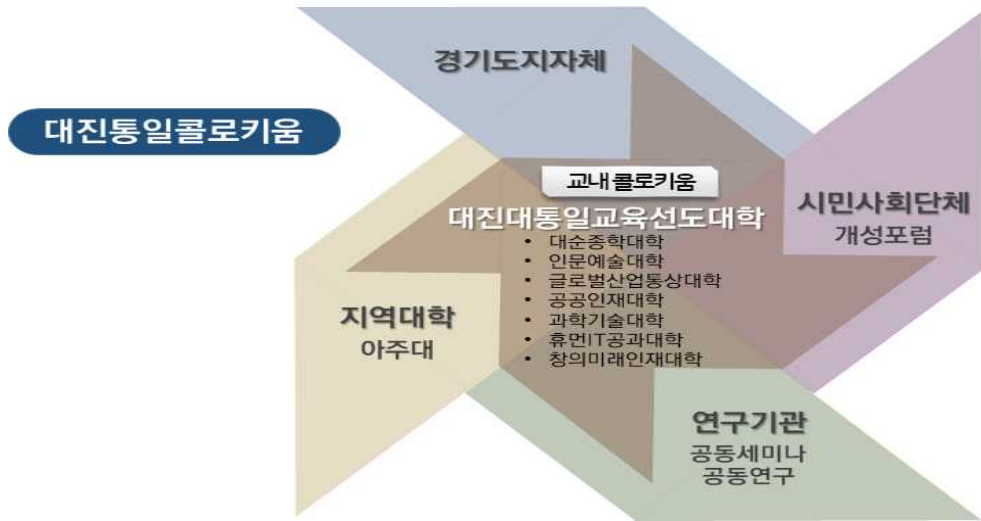 경기도지자체
대진통일콜로키움
교내 콜로키움
대진대통일교육선도대학
• 대순종학대학
• 인문예술대학
• 글로벌산업통상대학
• 공공인재대학
• 과학기술대학
• 휴먼IT공과대학
• 창의미래인재대학
시민사회단체
개성포럼
지역대학
아주대
연구기관
공동세미나
공동연구